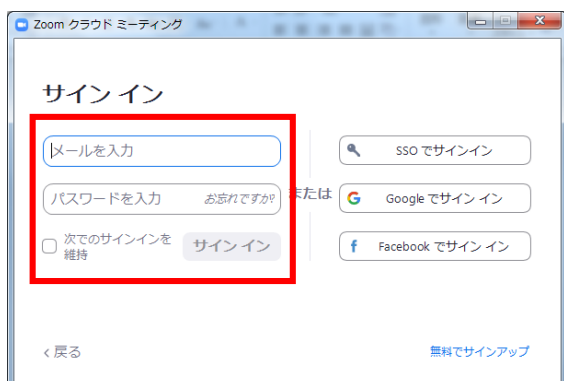 Zoom クラウド ミーティング
サイン イン
メールを入力
パスワードを入力 お忘れですか?
次でのサインインを
維持
サイン イン
または
SSO でサインイン
Google でサイン イン
Facebook でサイン イン
く戻る
無料でサインアップ